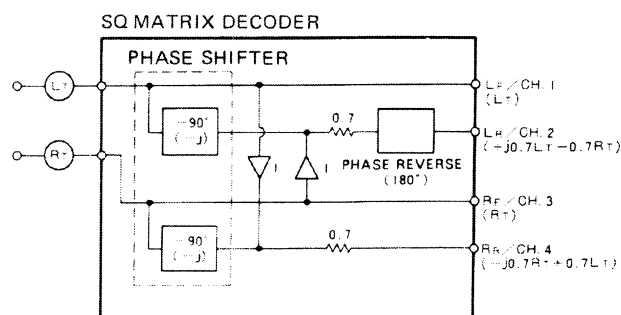 SQ MATRIX DECODER
PHASE SHIFTER
LT
LF/CH. 1
(LT)
−90°
(−j)
0.7
LR/CH. 2
(+j0.7LT−0.7RT)
PHASE REVERSE
(180°)
1
1
RT
RF/CH. 3
(RT)
−90°
(−j)
0.7
RR/CH. 4
(−j0.7RT+0.7LT)